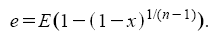 e = E(1 − (1 − x)^{1/(n−1)}).